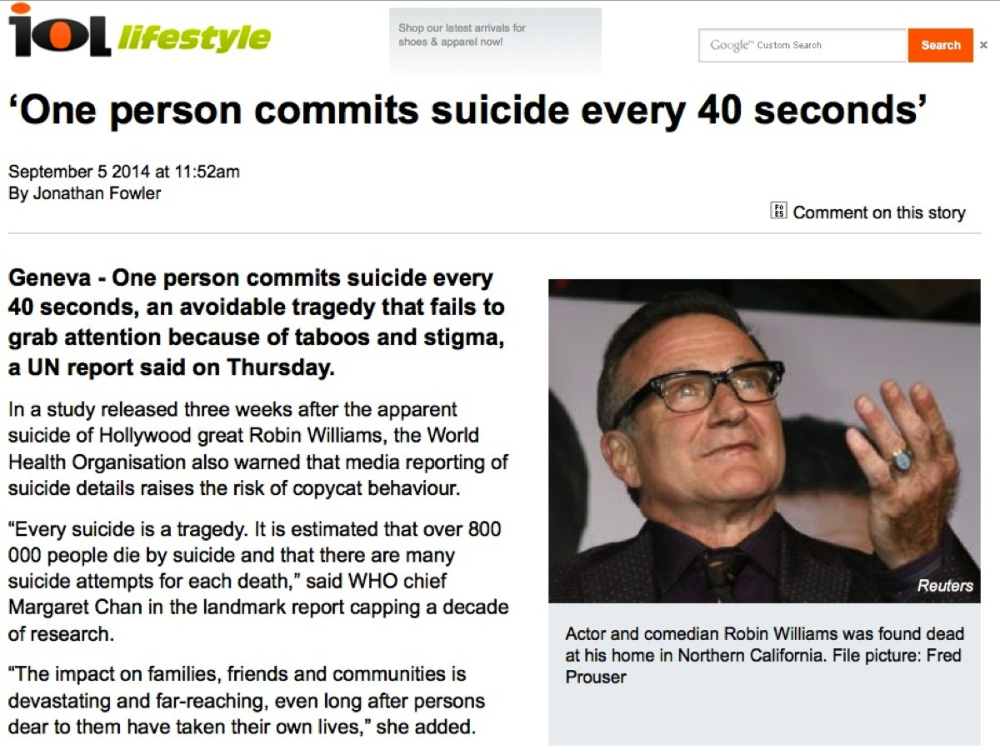 iOL lifestyle
Shop our latest arrivals for
shoes & apparel now!
Google™ Custom Search
Search
×
‘One person commits suicide every 40 seconds’
September 5 2014 at 11:52am
By Jonathan Fowler
F0
E5
Comment on this story
Geneva - One person commits suicide every
40 seconds, an avoidable tragedy that fails to
grab attention because of taboos and stigma,
a UN report said on Thursday.
In a study released three weeks after the apparent
suicide of Hollywood great Robin Williams, the World
Health Organisation also warned that media reporting of
suicide details raises the risk of copycat behaviour.
“Every suicide is a tragedy. It is estimated that over 800
000 people die by suicide and that there are many
suicide attempts for each death,” said WHO chief
Margaret Chan in the landmark report capping a decade
of research.
“The impact on families, friends and communities is
devastating and far-reaching, even long after persons
dear to them have taken their own lives,” she added.
Reuters
Actor and comedian Robin Williams was found dead
at his home in Northern California. File picture: Fred
Prouser